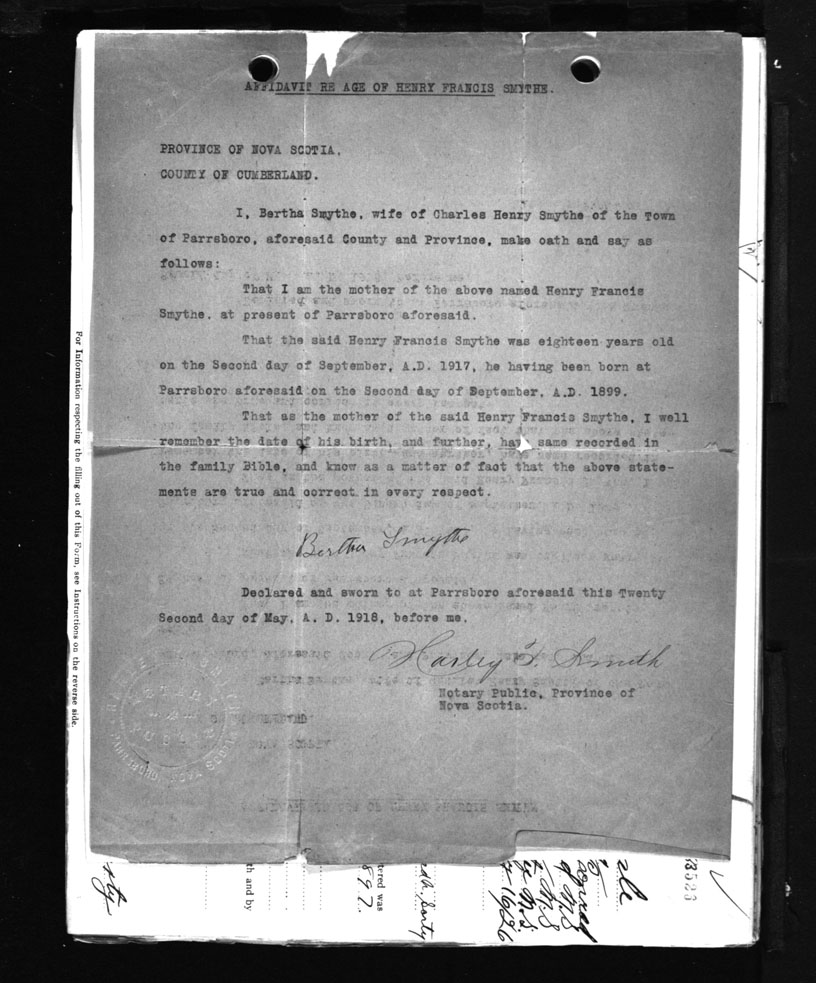 AFFIDAVIT RE AGE OF HENRY FRANCIS SMYTHE.
PROVINCE OF NOVA SCOTIA.
COUNTY OF CUMBERLAND.
I, Bertha Smythe, wife of Charles Henry Smythe of the Town
of Parrsboro, aforesaid County and Province, make oath and say as
follows:
That I am the mother of the above named Henry Francis
Smythe, at present of Parrsboro aforesaid.
That the said Henry Francis Smythe was eighteen years old
on the Second day of September, A.D. 1917, he having been born at
Parrsboro aforesaid on the Second day of September, A.D. 1899.
That as the mother of the said Henry Francis Smythe, I well
remember the date of his birth, and further, have same recorded in
the family Bible, and know as a matter of fact that the above state-
ments are true and correct in every respect.
Bertha Smythe
Declared and sworn to at Parrsboro aforesaid this Twenty
Second day of May, A. D. 1918, before me.
Harley F. Smith
Notary Public, Province of
Nova Scotia.
For Information respecting the filling out of this Form, see Instructions on the reverse side.
th and by
tered was
897.